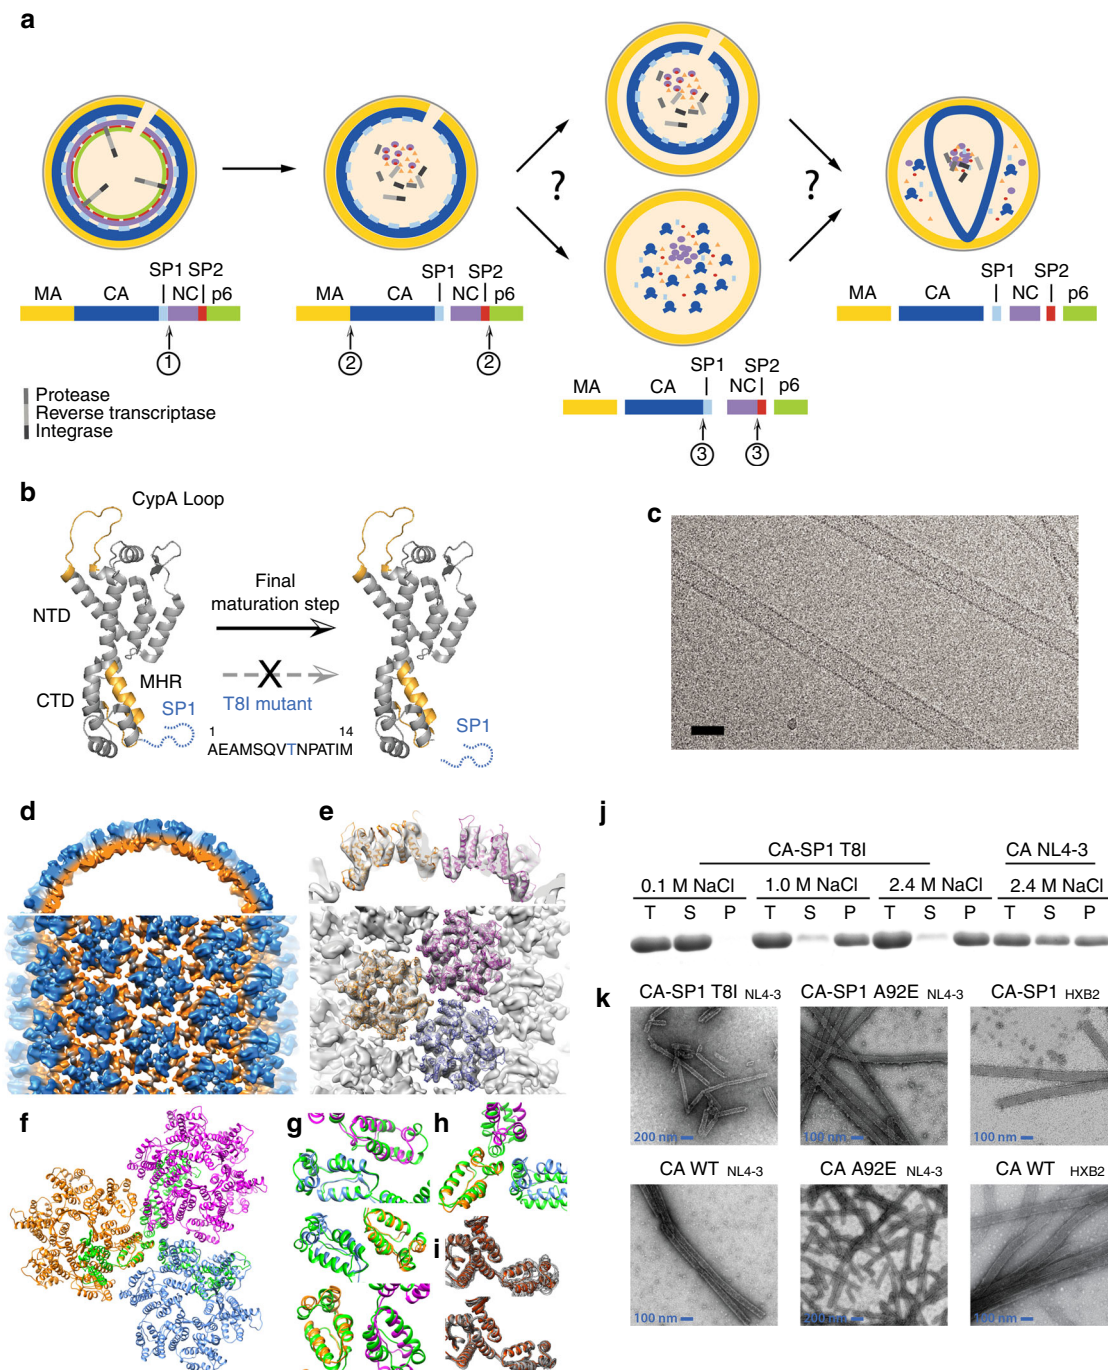 a
?
?
SP1 SP2
MA CA NC p6
SP1 SP2
MA CA NC p6
SP1 SP2
MA CA NC p6
1
2
2
SP1 SP2
MA CA NC p6
3
3
Protease
Reverse transcriptase
Integrase
b
CypA Loop
NTD
Final
maturation step
X
T8I mutant
MHR
CTD
SP1
1 14
AEAMSQVTNPATIM
SP1
c
d
e
f
g
h
i
j
CA-SP1 T8I CA NL4-3
0.1 M NaCl 1.0 M NaCl 2.4 M NaCl 2.4 M NaCl
T S P T S P T S P T S P
k
CA-SP1 T8I NL4-3 CA-SP1 A92E NL4-3 CA-SP1 HXB2
200 nm 100 nm 100 nm
CA WT NL4-3 CA A92E NL4-3 CA WT HXB2
100 nm 200 nm 100 nm